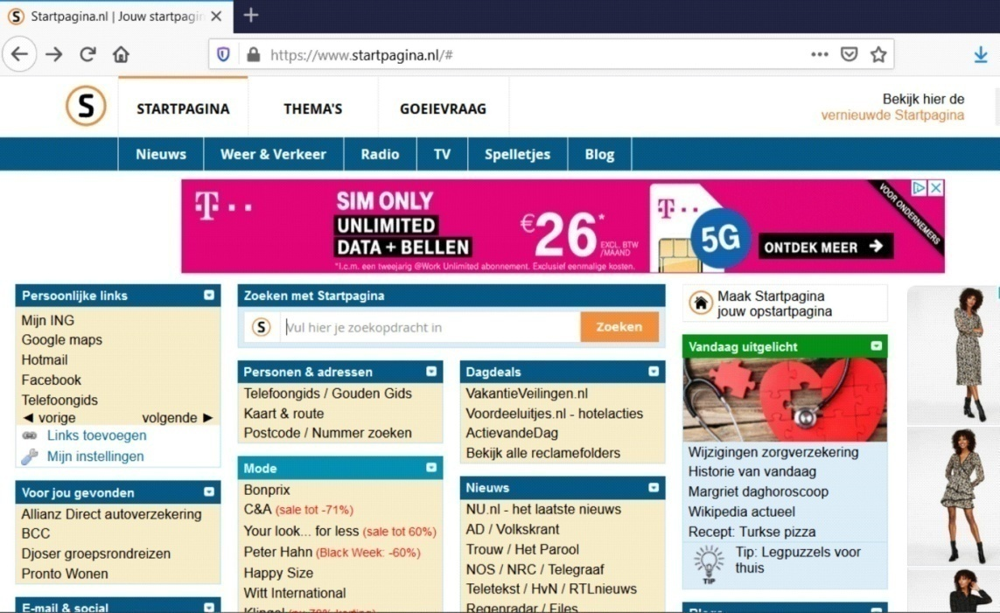 Startpagina.nl | Jouw startpagin
https://www.startpagina.nl/#
S
STARTPAGINA
THEMA'S
GOEIEVRAAG
Bekijk hier de
vernieuwde Startpagina
Nieuws
Weer & Verkeer
Radio
TV
Spelletjes
Blog
T
SIM ONLY
UNLIMITED
DATA + BELLEN
€26*
EXCL. BTW
/MAAND
*I.c.m. een tweejarig @Work Unlimited abonnement. Exclusief eenmalige kosten.
T
5G
ONTDEK MEER
VOOR ONDERNEMERS
Persoonlijke links
Mijn ING
Google maps
Hotmail
Facebook
Telefoongids
◄ vorige volgende ►
Links toevoegen
Mijn instellingen
Voor jou gevonden
Allianz Direct autoverzekering
BCC
Djoser groepsrondreizen
Pronto Wonen
E-mail & social
Zoeken met Startpagina
S
Vul hier je zoekopdracht in
Zoeken
Personen & adressen
Telefoongids / Gouden Gids
Kaart & route
Postcode / Nummer zoeken
Mode
Bonprix
C&A (sale tot -71%)
Your look... for less (sale tot 60%)
Peter Hahn (Black Week: -60%)
Happy Size
Witt International
Dagdeals
VakantieVeilingen.nl
Voordeeluitjes.nl - hotelacties
ActievandeDag
Bekijk alle reclamefolders
Nieuws
NU.nl - het laatste nieuws
AD / Volkskrant
Trouw / Het Parool
NOS / NRC / Telegraaf
Teletekst / HvN / RTLnieuws
Regenradar / Files
Maak Startpagina
jouw opstartpagina
Vandaag uitgelicht
Wijzigingen zorgverzekering
Historie van vandaag
Margriet daghoroscoop
Wikipedia actueel
Recept: Turkse pizza
TIP
Tip: Legpuzzels voor
thuis